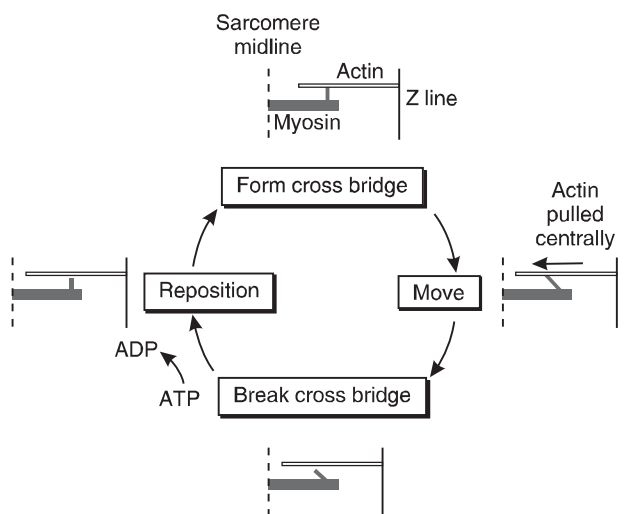 Sarcomere
midline
Actin
Z line
Myosin
Form cross bridge
Actin
pulled
centrally
Reposition
Move
ADP
ATP
Break cross bridge